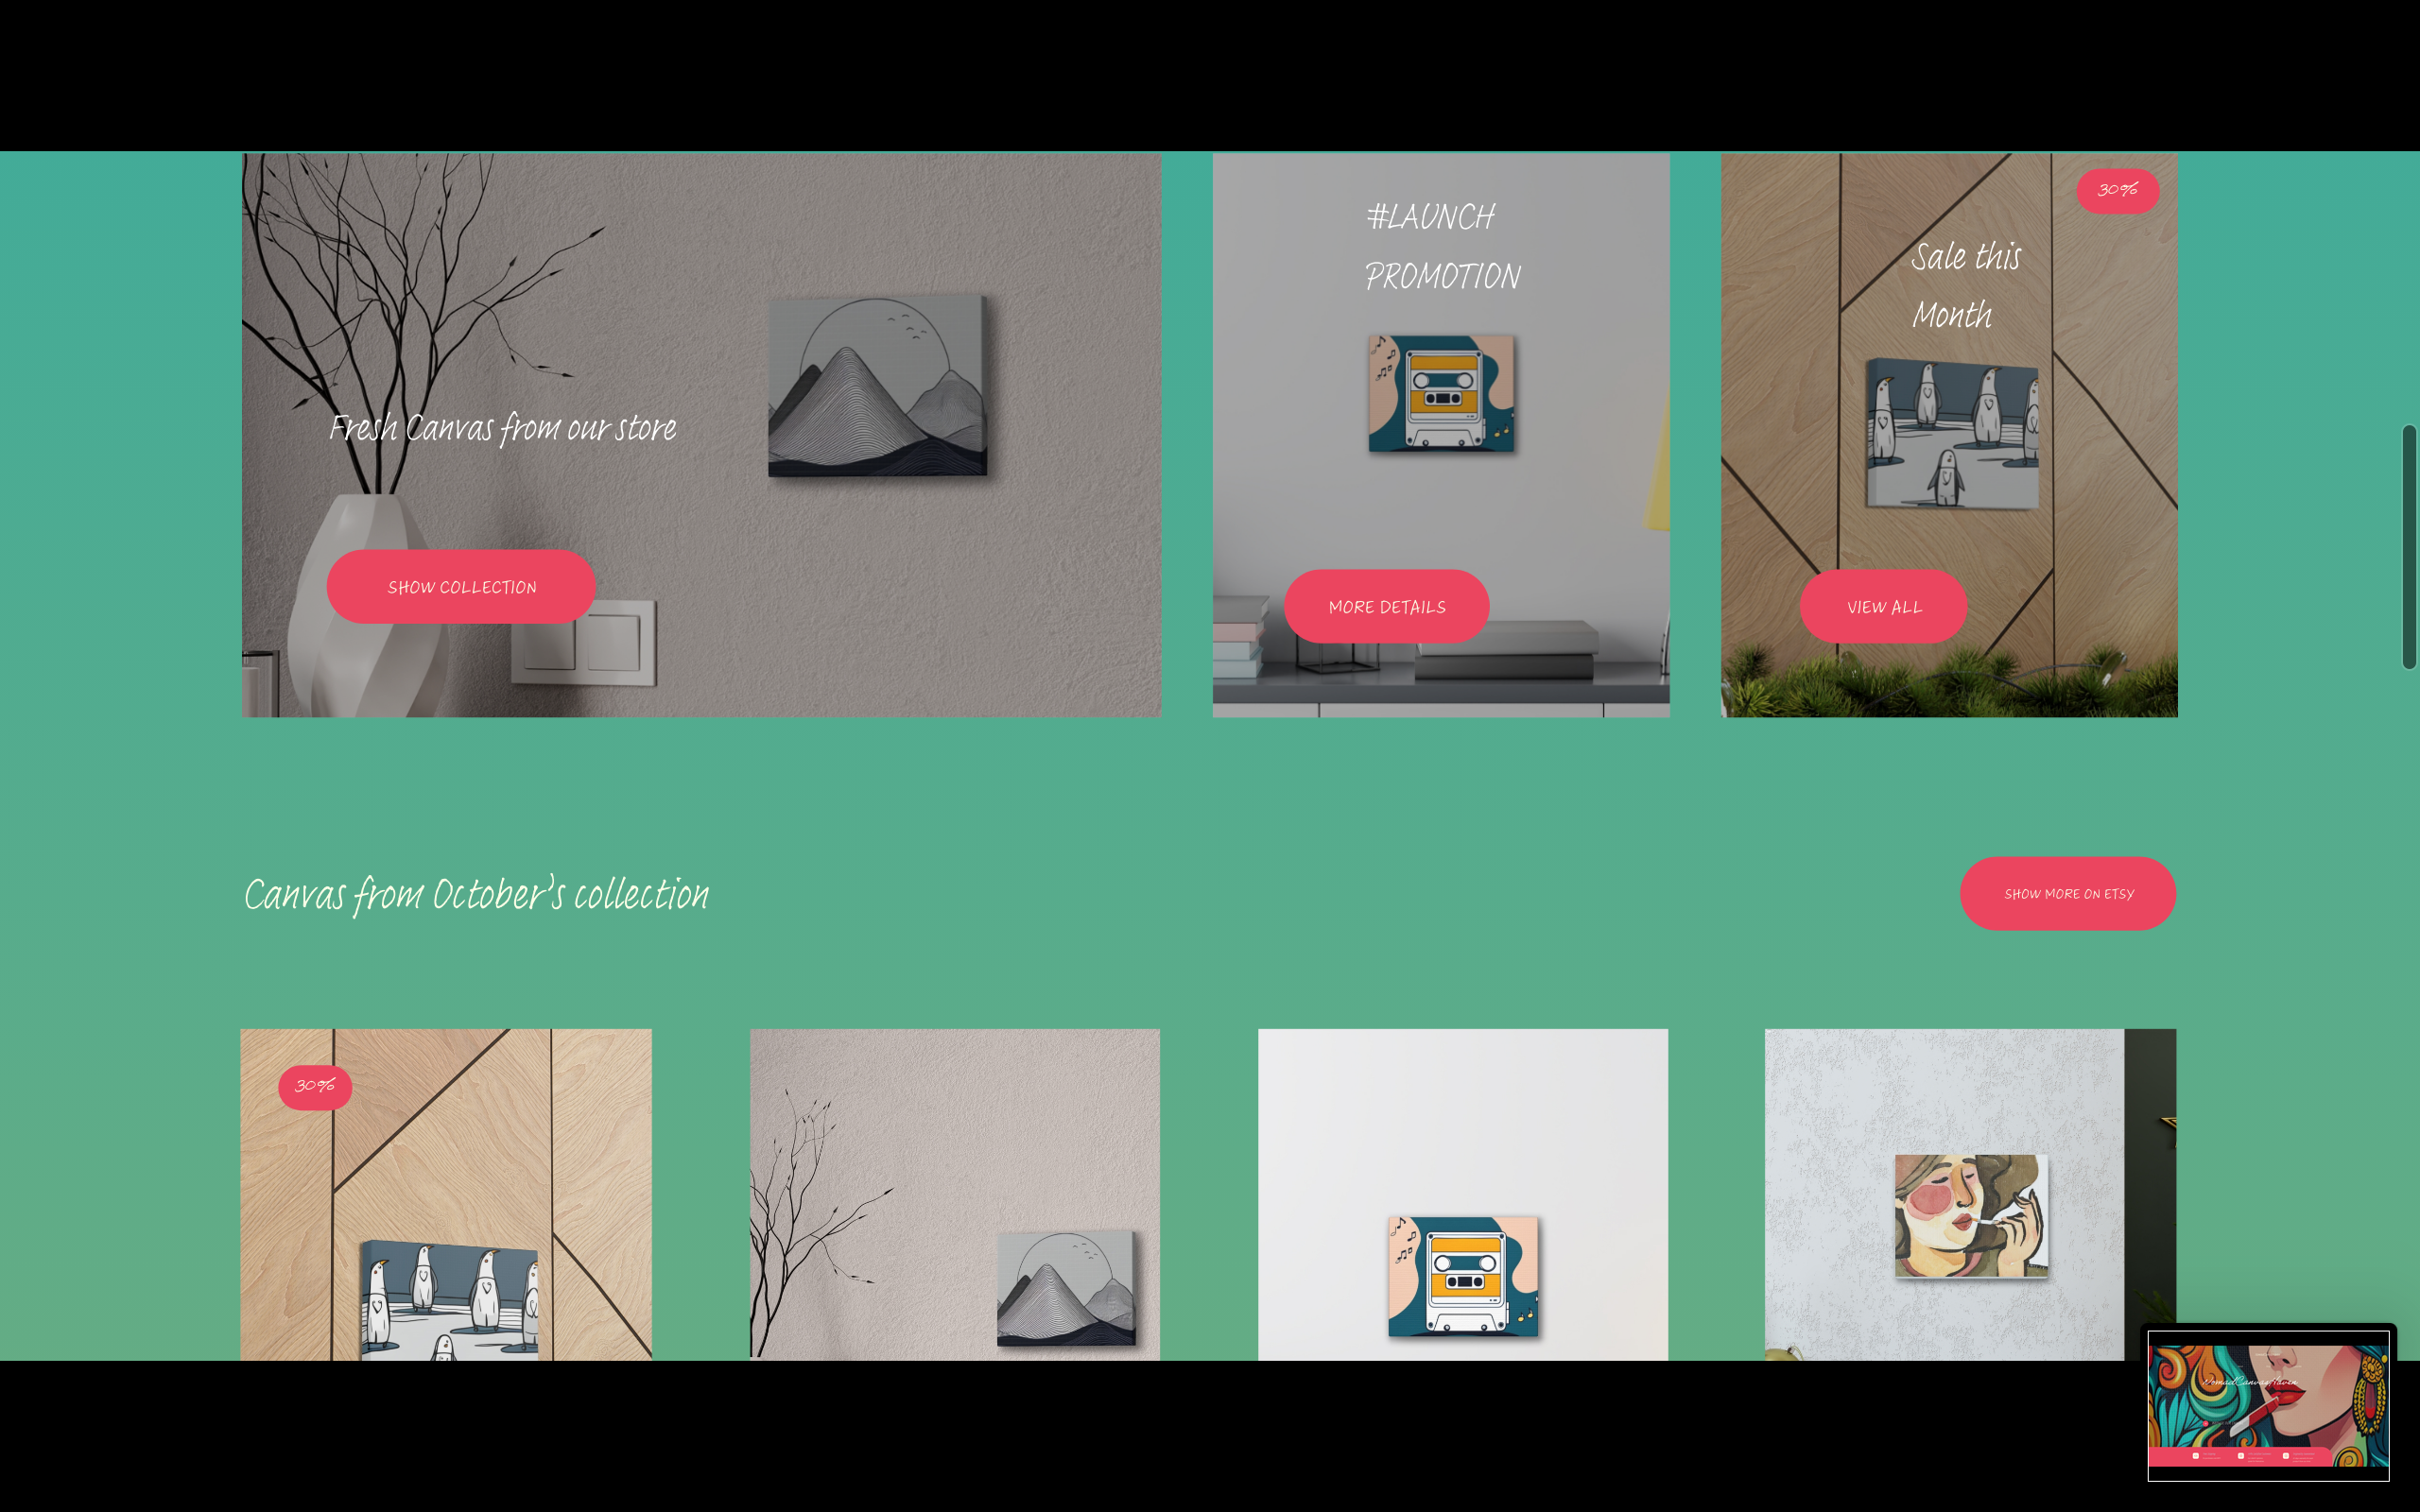 #LAUNCH
PROMOTION
30%
Sale this
Month
Fresh Canvas from our store
SHOW COLLECTION
MORE DETAILS
VIEW ALL
Canvas from October's collection
SHOW MORE ON ETSY
30%
NomadCanvasHaven